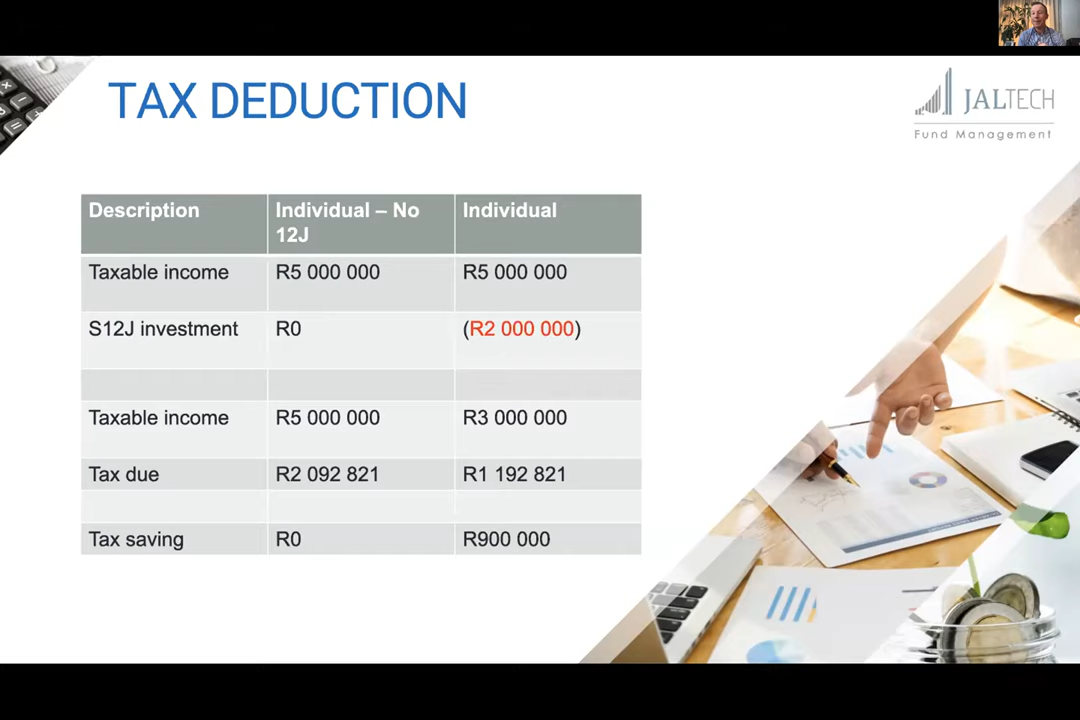 TAX DEDUCTION
JALTECH
Fund Management
Description Individual – No 12J Individual
Taxable income R5 000 000 R5 000 000
S12J investment R0 (R2 000 000)
Taxable income R5 000 000 R3 000 000
Tax due R2 092 821 R1 192 821
Tax saving R0 R900 000